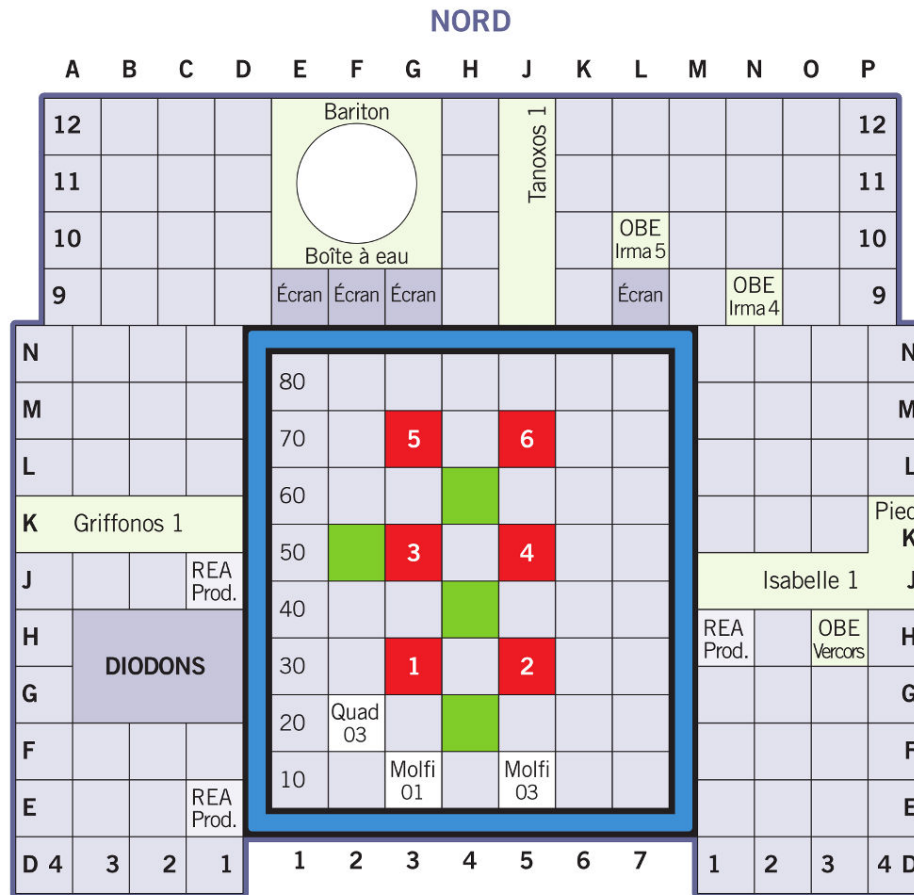 NORD
A B C D E F G H J K L M N O P
12 Bariton Tanoxos 1 12
11 11
10 OBE 10
Boîte à eau Irma 5
9 Écran Écran Écran Écran OBE 9
Irma 4
N 80 N
M 70 5 6 M
L 60 L
K Griffonos 1 50 3 4 K
J REA Isabelle 1 J
Prod. 40
H DIODONS 30 1 2 REA OBE H
Prod. Vercors
G 20 Quad G
03
F F
E REA 10 Molfi Molfi E
Prod. 01 03
D 4 3 2 1 1 2 3 4 5 6 7 1 2 3 4 D